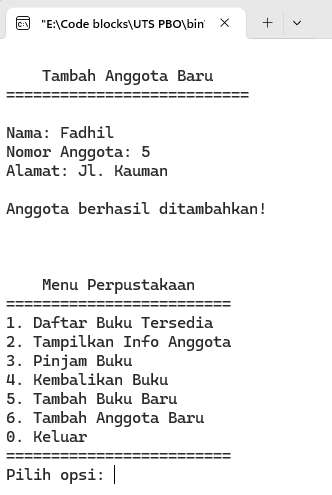 "E:\Code blocks\UTS PBO\bin
Tambah Anggota Baru
===========================
Nama: Fadhil
Nomor Anggota: 5
Alamat: Jl. Kauman
Anggota berhasil ditambahkan!
Menu Perpustakaan
=========================
1. Daftar Buku Tersedia
2. Tampilkan Info Anggota
3. Pinjam Buku
4. Kembalikan Buku
5. Tambah Buku Baru
6. Tambah Anggota Baru
0. Keluar
=========================
Pilih opsi: